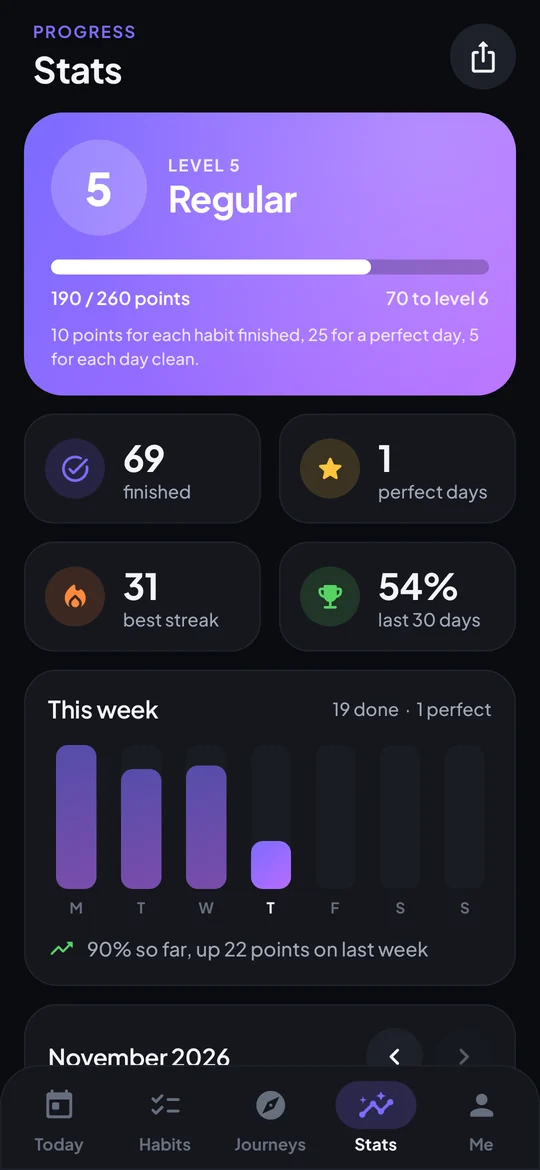 PROGRESS
Stats
5
LEVEL 5
Regular
190 / 260 points
70 to level 6
10 points for each habit finished, 25 for a perfect day, 5
for each day clean.
69
finished
1
perfect days
31
best streak
54%
last 30 days
This week
19 done · 1 perfect
M T W T F S S
90% so far, up 22 points on last week
November 2026
Today
Habits
Journeys
Stats
Me